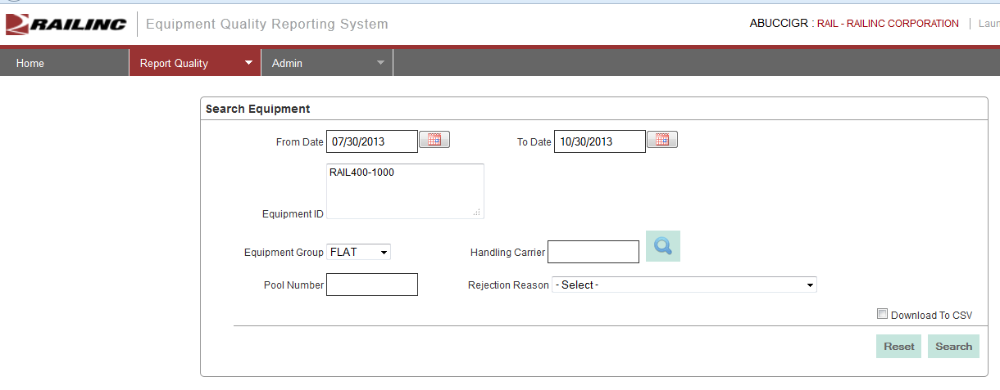 RAILINC Equipment Quality Reporting System ABUCCIGR : RAIL - RAILINC CORPORATION
Home Report Quality Admin
Search Equipment
From Date 07/30/2013 To Date 10/30/2013
RAIL400-1000
Equipment ID
Equipment Group FLAT Handling Carrier
Pool Number Rejection Reason - Select -
Download To CSV
Reset Search